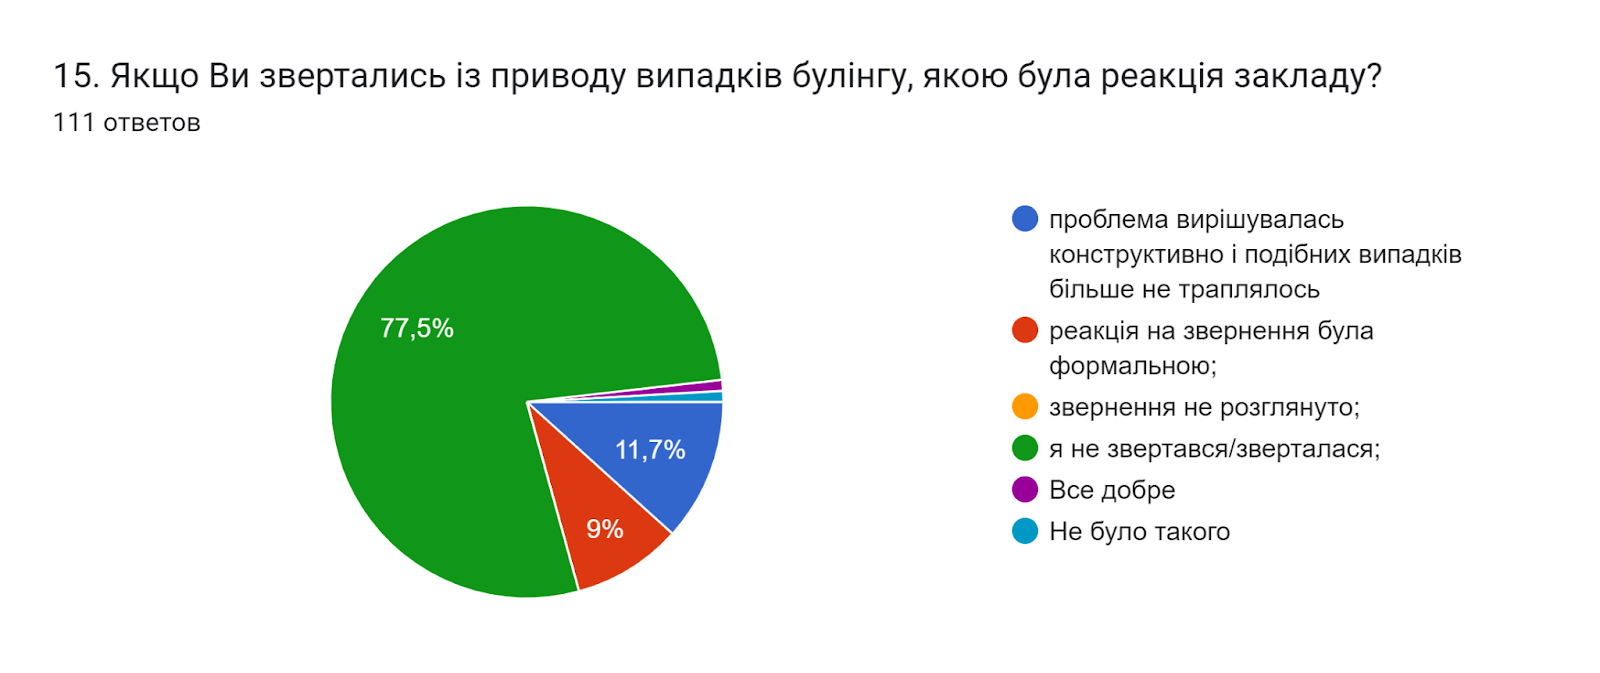 15. Якщо Ви звертались із приводу випадків булінгу, якою була реакція закладу?
111 ответов
77,5%
11,7%
9%
проблема вирішувалась
конструктивно і подібних випадків
більше не траплялось
реакція на звернення була
формальною;
звернення не розглянуто;
я не звертався/зверталася;
Все добре
Не було такого